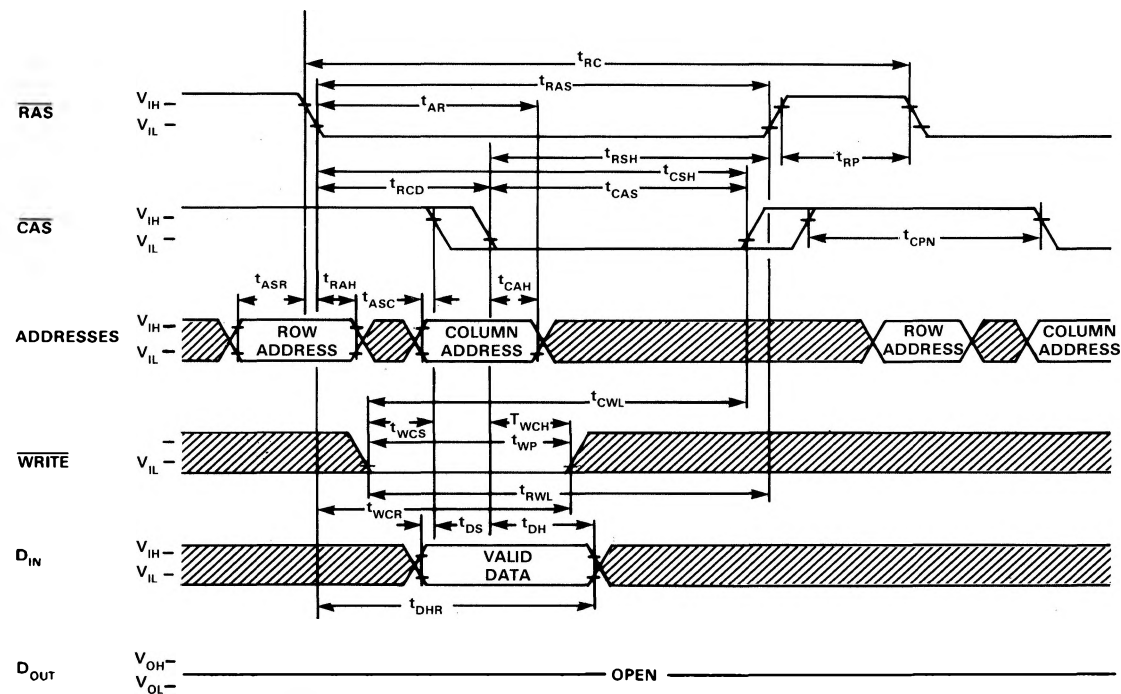 tRC
tRAS
RAS
VIH
VIL
tAR
tRSH
tRP
tCSH
tRCD
tCAS
CAS
VIH
VIL
tCPN
tASR
tRAH
tASC
tCAH
ADDRESSES
VIH
VIL
ROW ADDRESS
COLUMN ADDRESS
ROW ADDRESS
COLUMN ADDRESS
tCWL
tWCS
TWCH
tWP
WRITE
VIL
tRWL
tWCR
tDS
tDH
DIN
VIH
VIL
VALID DATA
tDHR
DOUT
VOH
VOL
OPEN